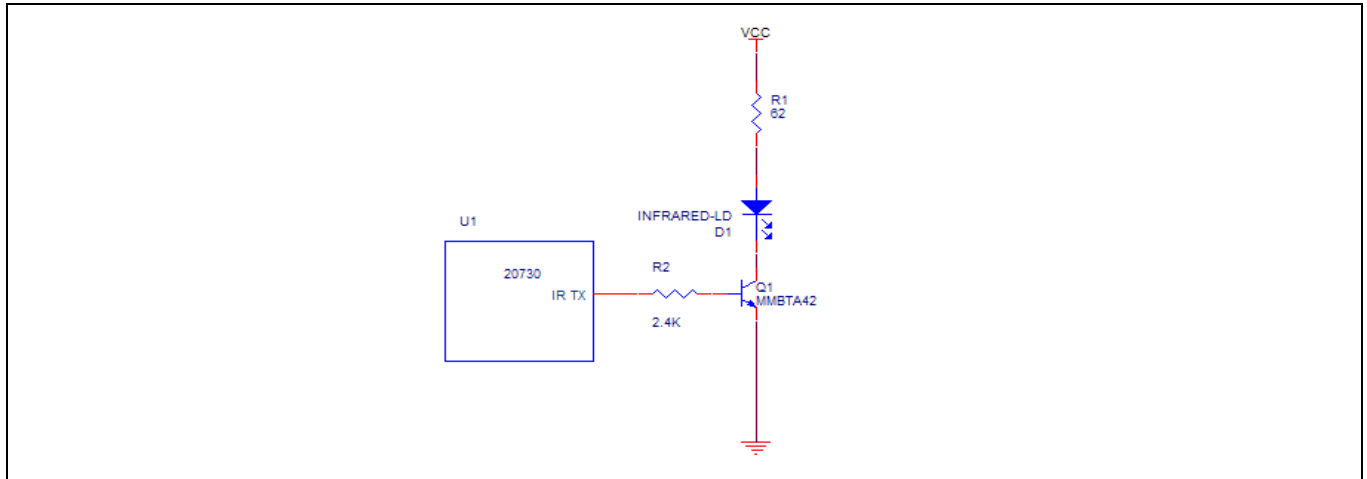 VCC
R1
62
INFRARED-LD
D1
U1
20730
IR TX
R2
2.4K
Q1
MMBTA42